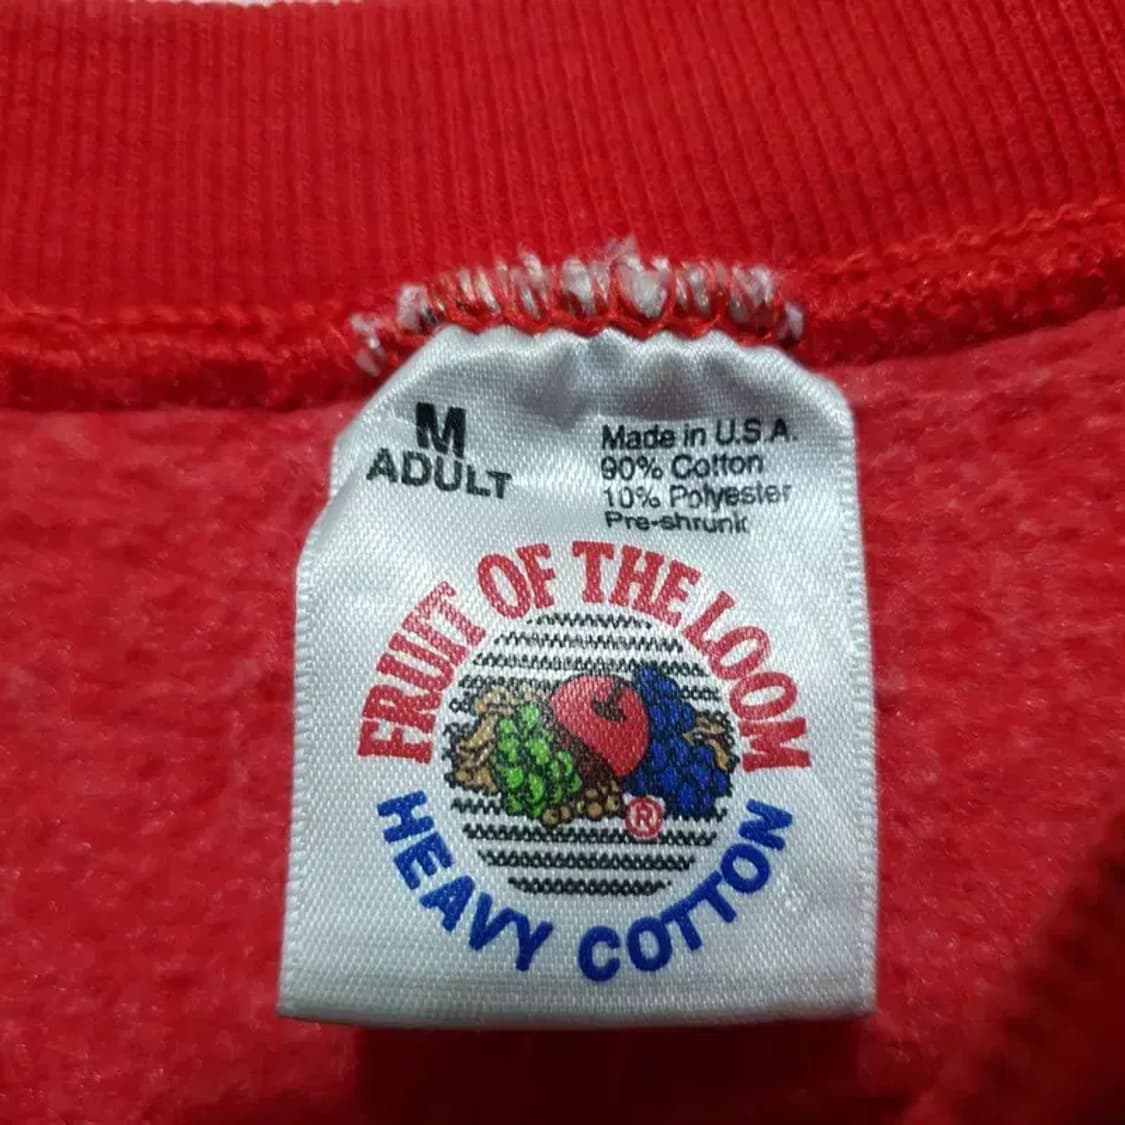 M
ADULT
Made in U.S.A.
90% Cotton
10% Polyester
Pre-shrunk
FRUIT OF THE LOOM
®
HEAVY COTTON